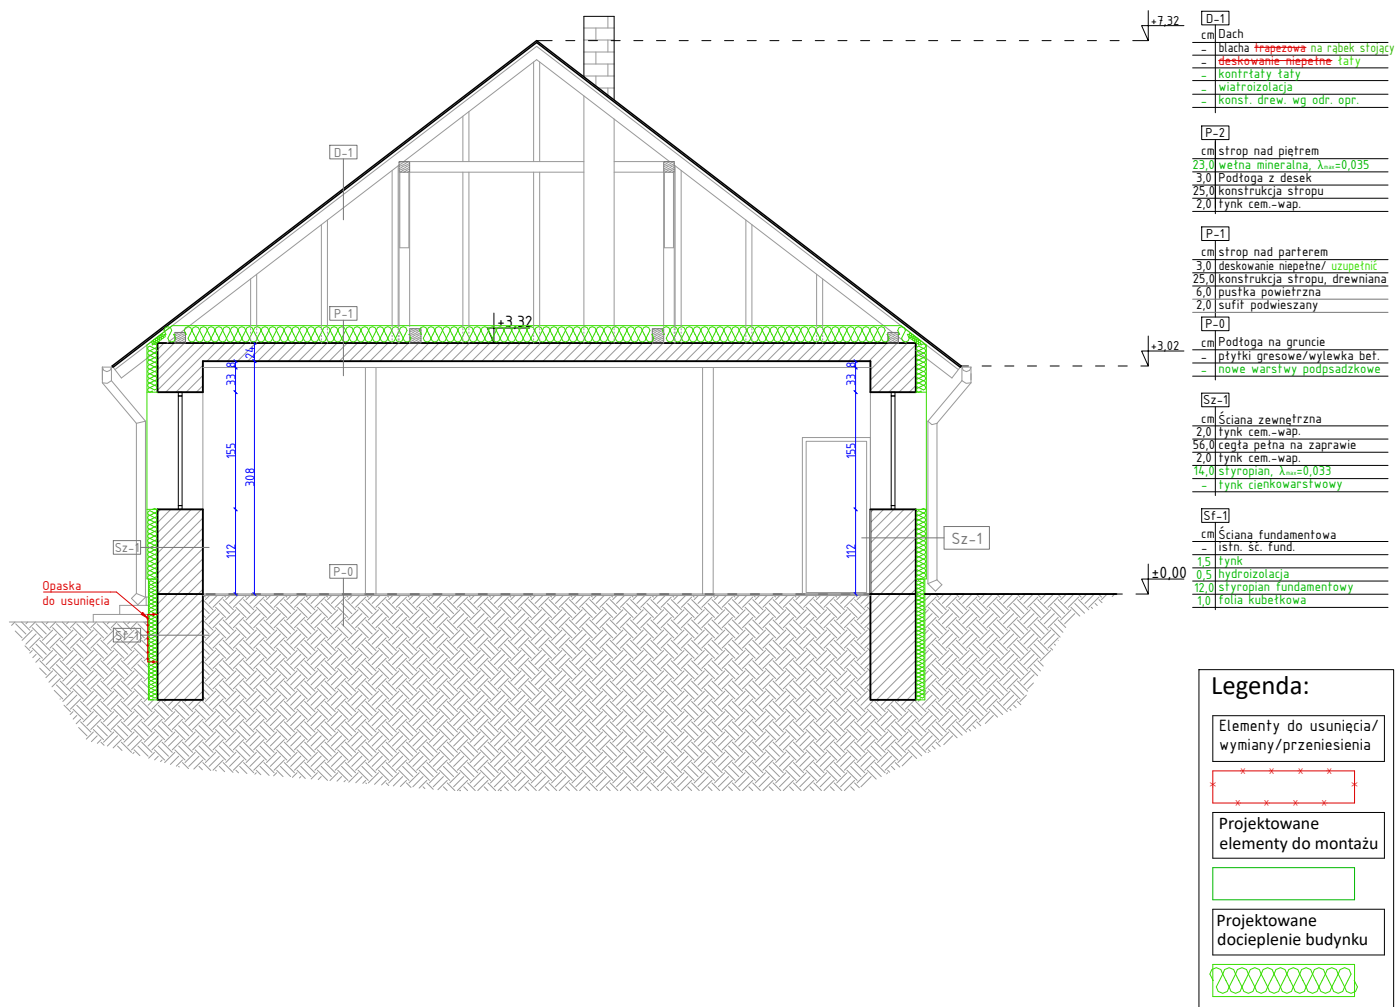 +7,32
D-1
cm Dach
- blacha trapezowa na rąbek stojący
- deskowanie niepełne łaty
- kontrłaty łaty
- wiatroizolacja
- konst. drew. wg odr. opr.
P-2
cm strop nad piętrem
23,0 wełna mineralna, λmax=0,035
3,0 Podłoga z desek
25,0 konstrukcja stropu
2,0 tynk cem.-wap.
P-1
cm strop nad parterem
3,0 deskowanie niepełne/ uzupełnić
25,0 konstrukcja stropu, drewniana
6,0 pustka powietrzna
2,0 sufit podwieszany
P-0
cm Podłoga na gruncie
- płytki gresowe/wylewka bet.
- nowe warstwy podpsadzkowe
Sz-1
cm Ściana zewnętrzna
2,0 tynk cem.-wap.
56,0 cegła pełna na zaprawie
2,0 tynk cem.-wap.
14,0 styropian, λmax=0,033
- tynk cienkowarstwowy
Sf-1
cm Ściana fundamentowa
- istn. śc. fund.
1,5 tynk
0,5 hydroizolacja
12,0 styropian fundamentowy
1,0 folia kubełkowa
D-1
P-1
+3,32
+3,02
24
8
33
155
308
112
8
33
155
112
Sz-1
Sz-1
P-0
±0,00
Opaska
do usunięcia
Sf-1
Legenda:
Elementy do usunięcia/
wymiany/przeniesienia
Projektowane
elementy do montażu
Projektowane
docieplenie budynku